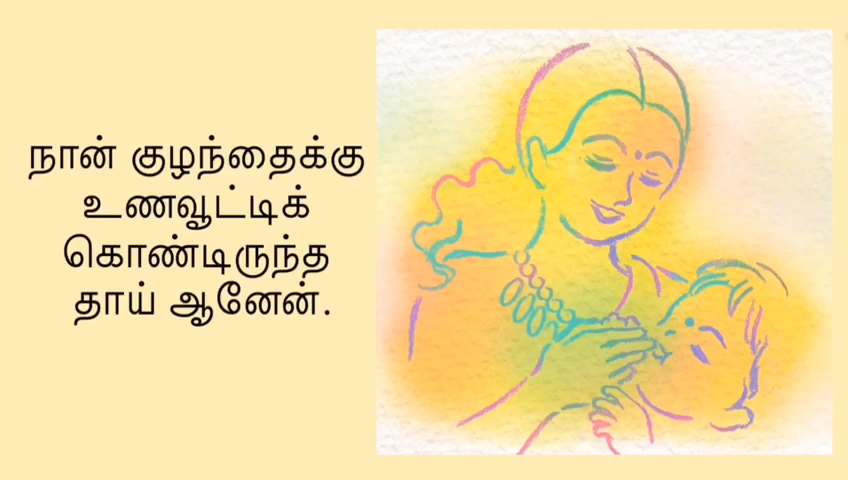 நான் குழந்தைக்கு
உணவூட்டிக்
கொண்டிருந்த
தாய் ஆனேன்.